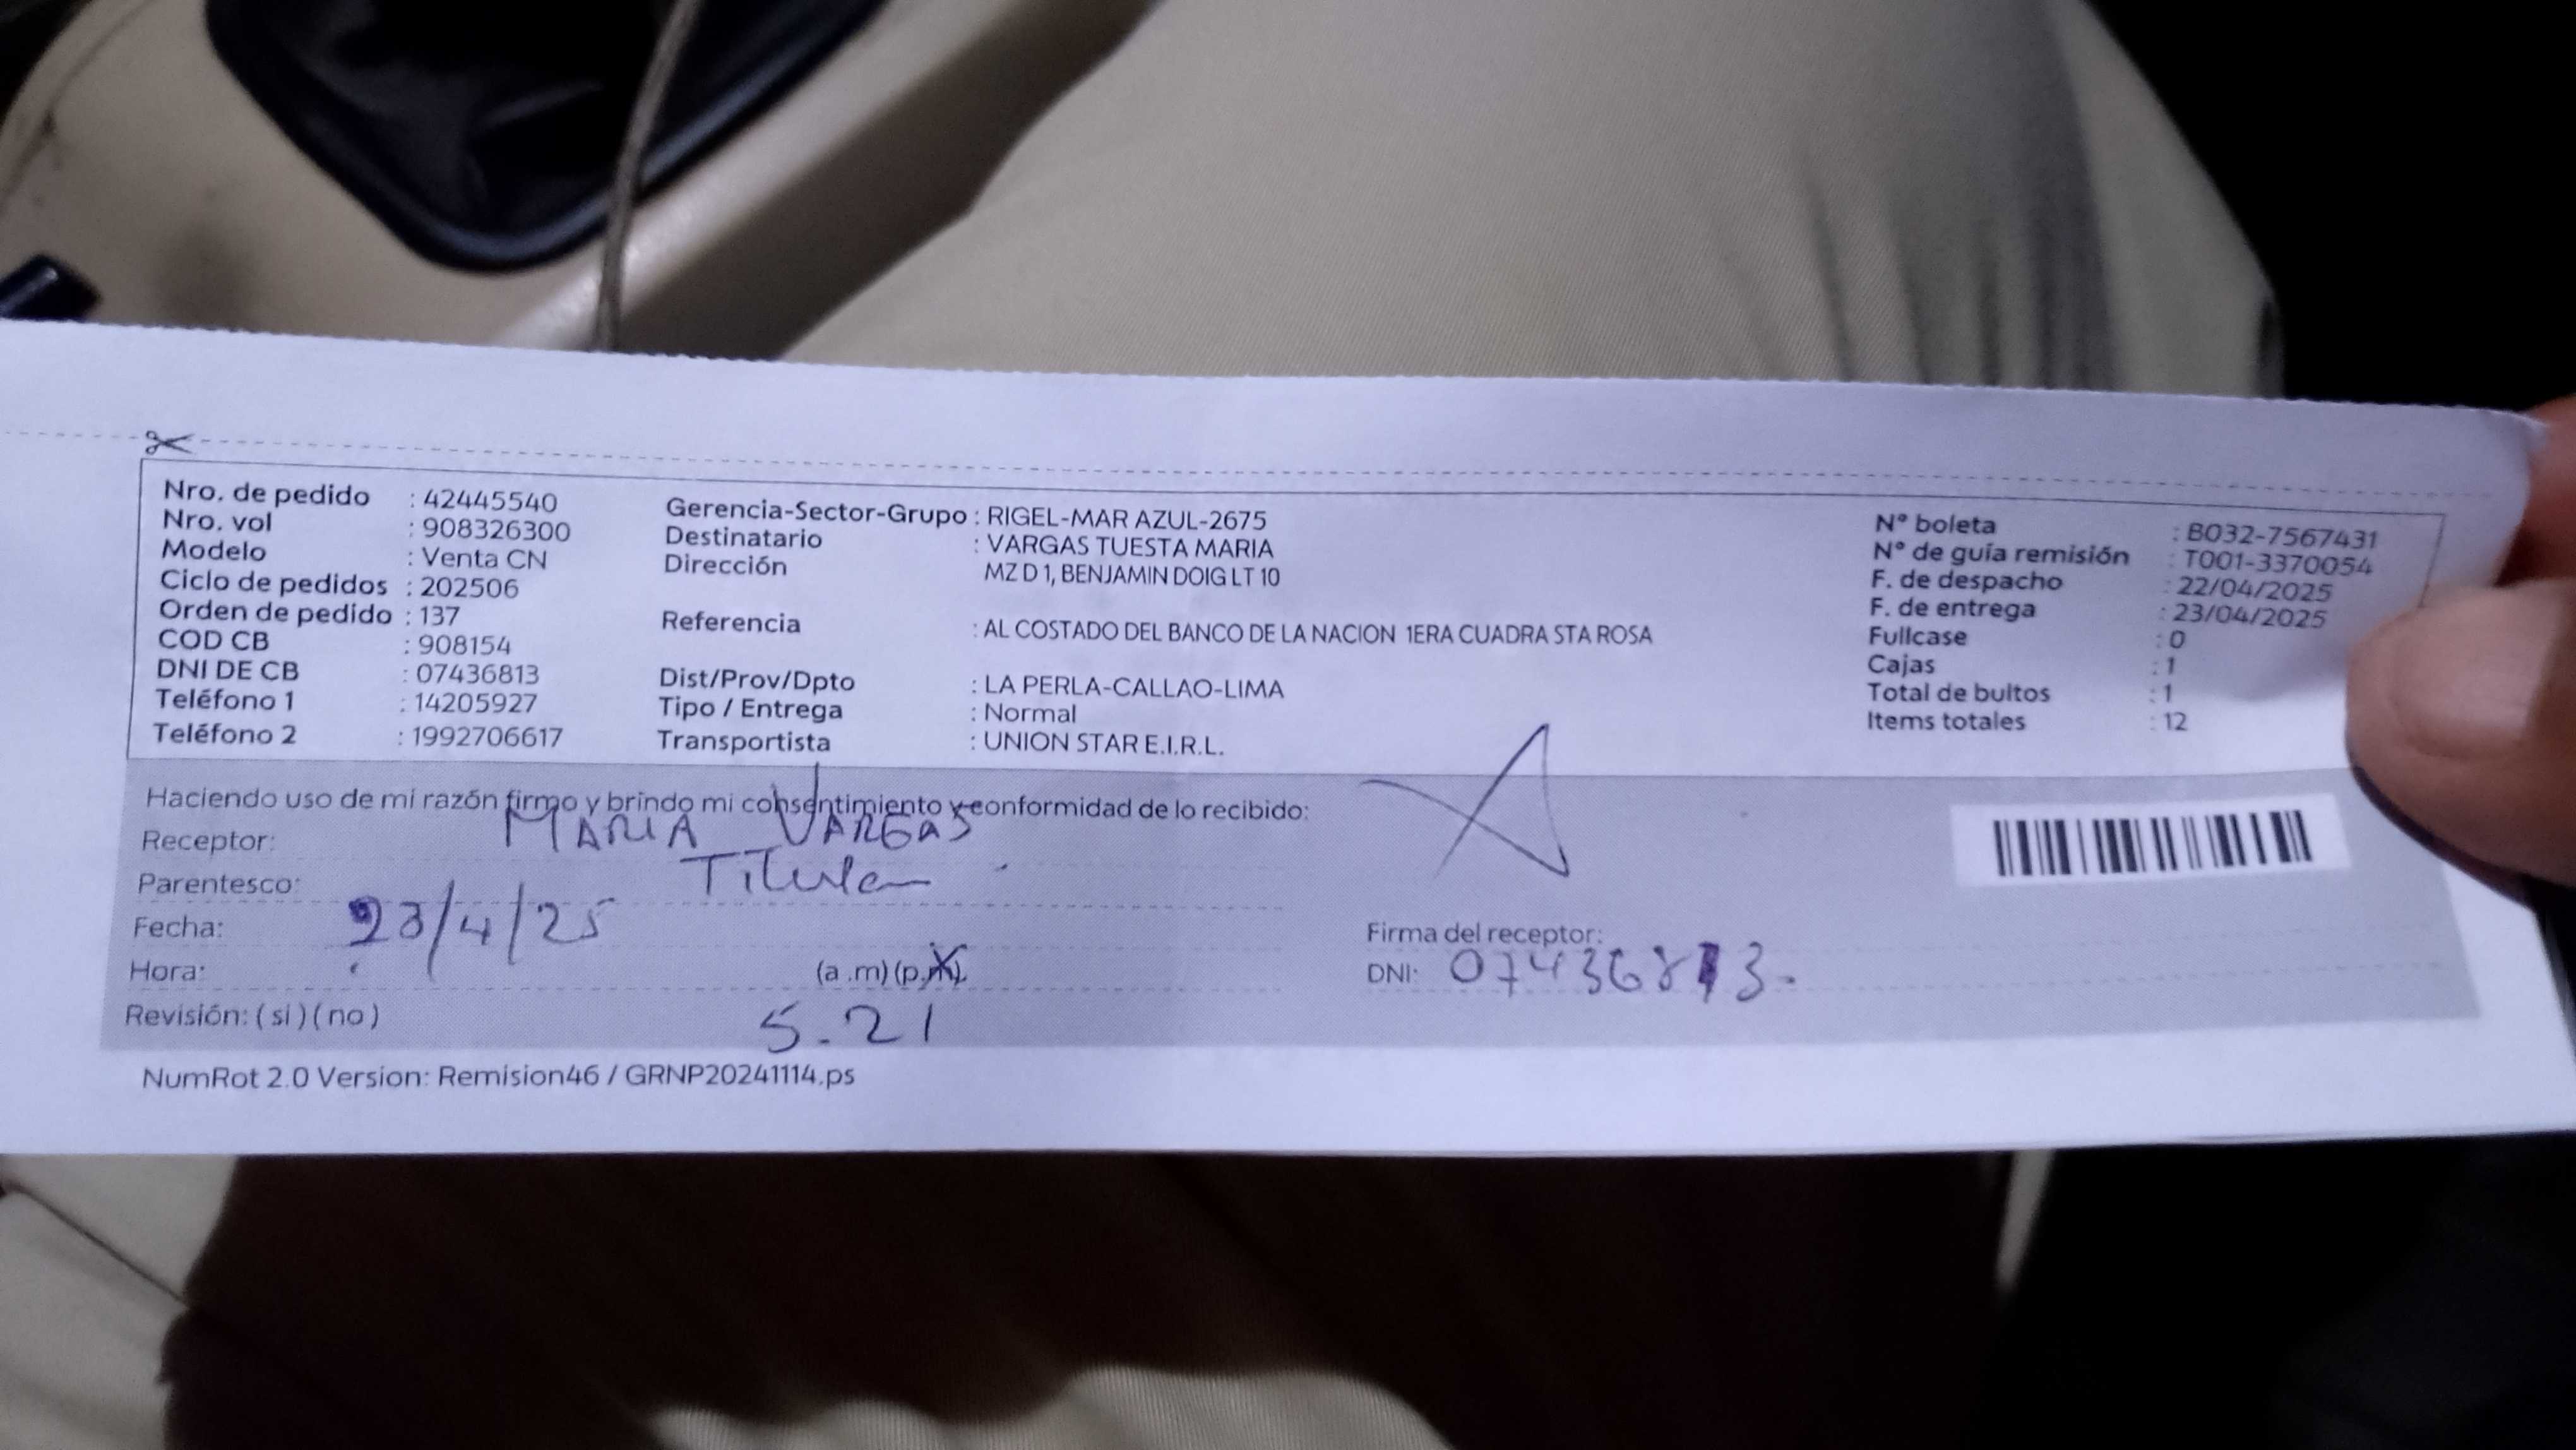 Nro. de pedido : 42445540
Nro. vol : 908326300
Modelo : Venta CN
Ciclo de pedidos : 202506
Orden de pedido : 137
COD CB : 908154
DNI DE CB : 07436813
Teléfono 1 : 14205927
Teléfono 2 : 1992706617
Gerencia-Sector-Grupo : RIGEL-MAR AZUL-2675
Destinatario : VARGAS TUESTA MARIA
Dirección MZ D 1, BENJAMIN DOIG LT 10
Referencia : AL COSTADO DEL BANCO DE LA NACION 1ERA CUADRA STA ROSA
Dist/Prov/Dpto : LA PERLA-CALLAO-LIMA
Tipo / Entrega : Normal
Transportista : UNION STAR E.I.R.L.
N° boleta : B032-7567431
N° de guía remisión : T001-3370054
F. de despacho : 22/04/2025
F. de entrega : 23/04/2025
Fullcase : 0
Cajas : 1
Total de bultos : 1
Items totales : 12
Haciendo uso de mi razón firmo y brindo mi consentimiento y conformidad de lo recibido:
Receptor: MARIA VARGAS
Parentesco: Titular
Fecha: 23/4/25
Hora: (a .m) (p.m)
5.21
Revisión: ( si ) ( no )
Firma del receptor:
DNI: 07436813.
NumRot 2.0 Version: Remision46 / GRNP20241114.ps